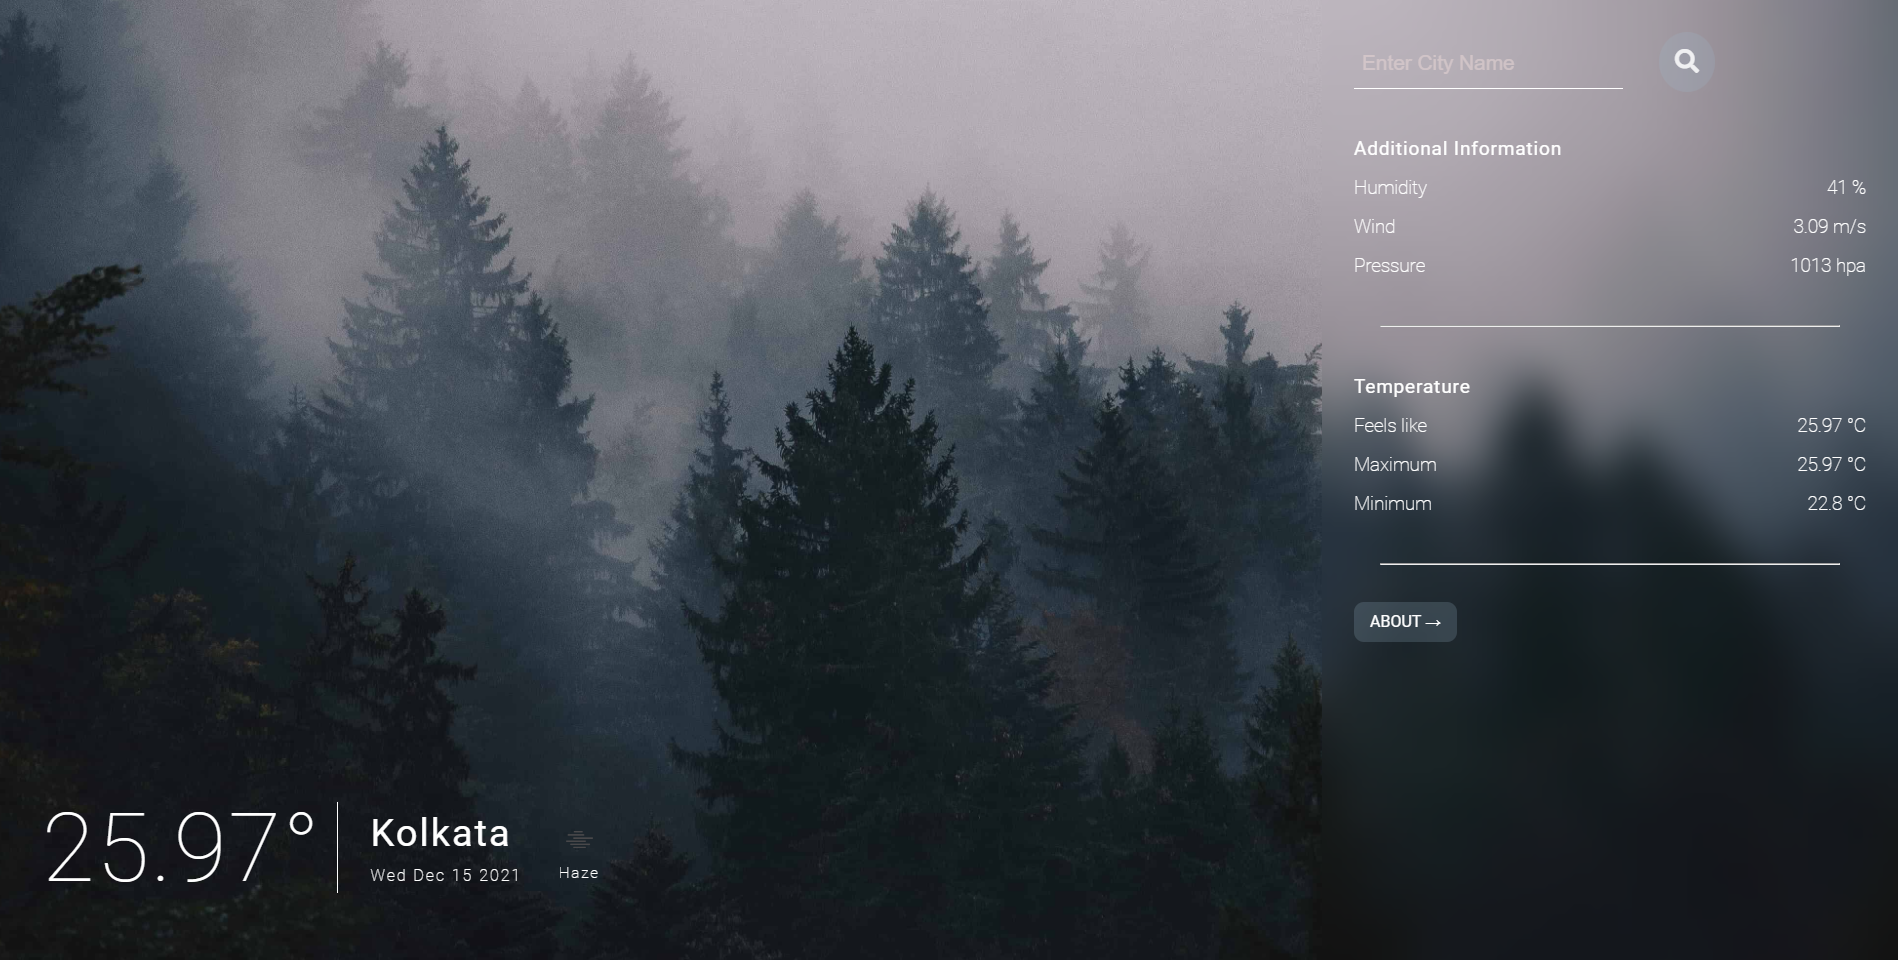 Enter City Name
Additional Information
Humidity 41 %
Wind 3.09 m/s
Pressure 1013 hpa
Temperature
Feels like 25.97 °C
Maximum 25.97 °C
Minimum 22.8 °C
ABOUT →
25.97°
Kolkata
Wed Dec 15 2021
Haze